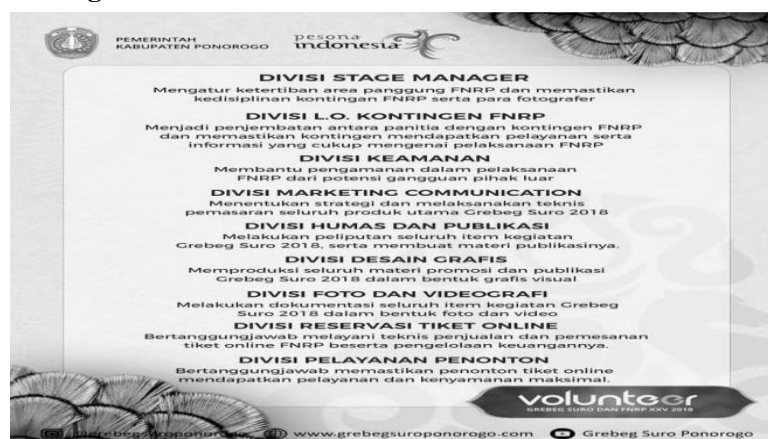 PEMERINTAH
KABUPATEN PONOROGO
pesona
indonesia
DIVISI STAGE MANAGER
Mengatur ketertiban area panggung FNRP dan memastikan
kedisiplinan kontingan FNRP serta para fotografer
DIVISI L.O. KONTINGEN FNRP
Menjadi penjembatan antara panitia dengan kontingen FNRP
dan memastikan kontingen mendapatkan pelayanan serta
informasi yang cukup mengenai pelaksanaan FNRP
DIVISI KEAMANAN
Membantu pengamanan dalam pelaksanaan
FNRP dari potensi gangguan pihak luar
DIVISI MARKETING COMMUNICATION
Menentukan strategi dan melaksanakan teknis
pemasaran seluruh produk utama Grebeg Suro 2018
DIVISI HUMAS DAN PUBLIKASI
Melakukan peliputan seluruh item kegiatan
Grebeg Suro 2018, serta membuat materi publikasinya.
DIVISI DESAIN GRAFIS
Memproduksi seluruh materi promosi dan publikasi
Grebeg Suro 2018 dalam bentuk grafis visual
DIVISI FOTO DAN VIDEOGRAFI
Melakukan dokumentasi seluruh item kegiatan Grebeg
Suro 2018 dalam bentuk foto dan video
DIVISI RESERVASI TIKET ONLINE
Bertanggungjawab melayani teknis penjualan dan pemesanan
tiket online FNRP beserta pengelolaan keuangannya.
DIVISI PELAYANAN PENONTON
Bertanggungjawab memastikan penonton tiket online
mendapatkan pelayanan dan kenyamanan maksimal.
volunteer
GREBEG SURO DAN FNRP XXV 2018
www.grebegsuroponorogo.com
Grebeg Suro Ponorogo